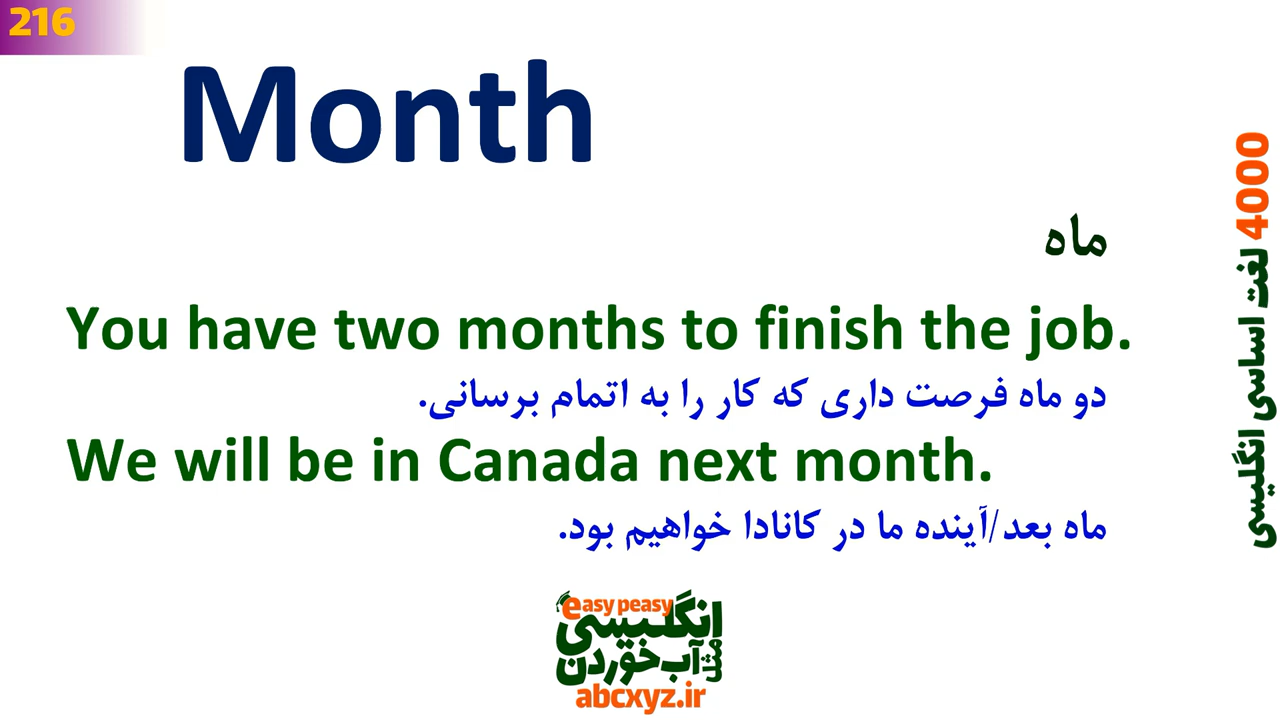 216
Month
ماه
You have two months to finish the job.
دو ماه فرصت داری که کار را به اتمام برسانی.
We will be in Canada next month.
ماه بعد/آینده ما در کانادا خواهیم بود.
4000 لغت اساسی انگلیسی
easy peasy
انگلیسی
مثل آب خوردن
abcxyz.ir